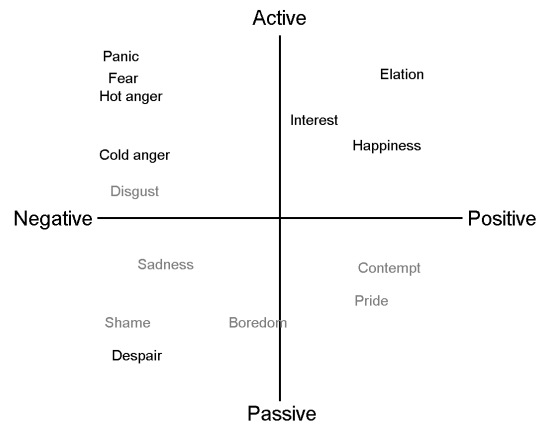 Active
Panic
Fear
Elation
Hot anger
Interest
Happiness
Cold anger
Disgust
Negative
Positive
Sadness
Contempt
Pride
Shame
Boredom
Despair
Passive